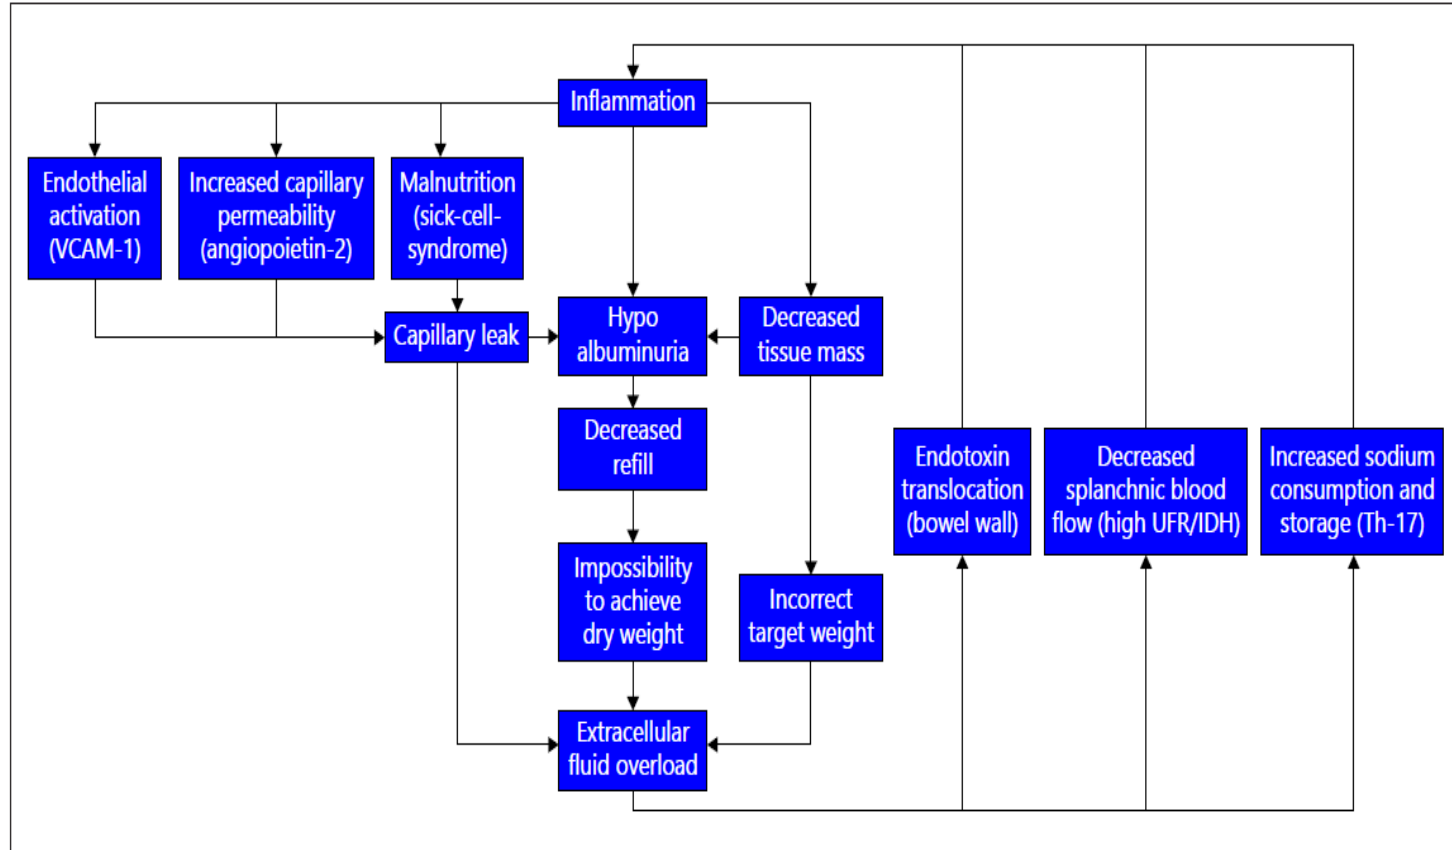 Inflammation
Endothelial
activation
(VCAM-1)
Increased capillary
permeability
(angiopoietin-2)
Malnutrition
(sick-cell-
syndrome)
Capillary leak
Hypo
albuminuria
Decreased
tissue mass
Decreased
refill
Endotoxin
translocation
(bowel wall)
Decreased
splanchnic blood
flow (high UFR/IDH)
Increased sodium
consumption and
storage (Th-17)
Impossibility
to achieve
dry weight
Incorrect
target weight
Extracellular
fluid overload